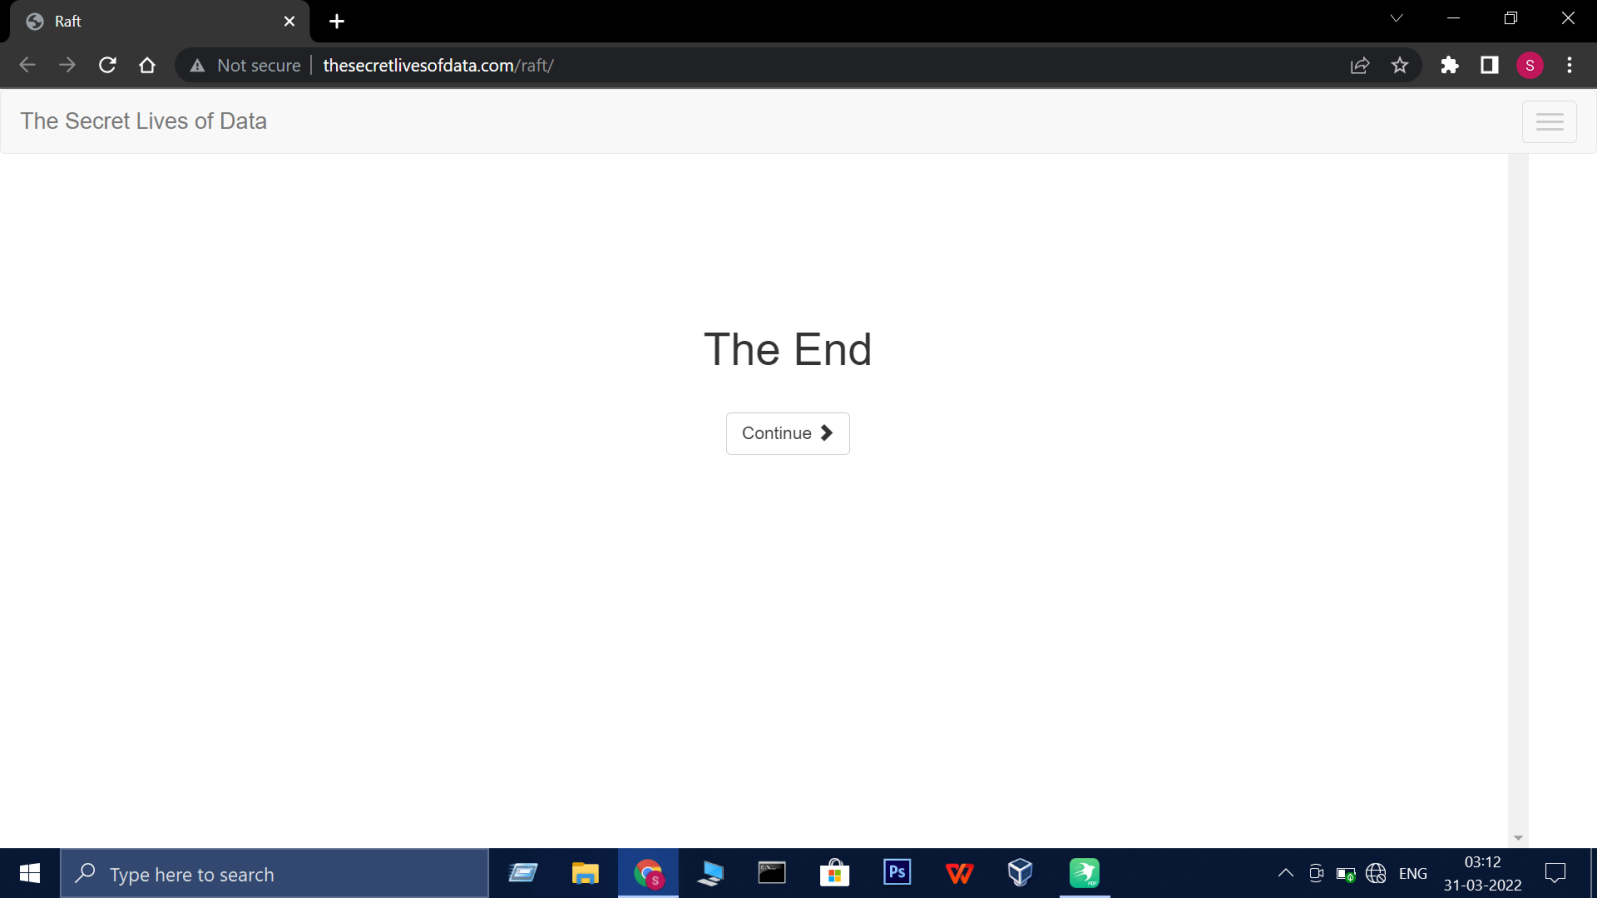 Raft
Not secure
thesecretlivesofdata.com/raft/
S
The Secret Lives of Data
The End
Continue
Type here to search
S
Ps
W
ENG
03:12
31-03-2022